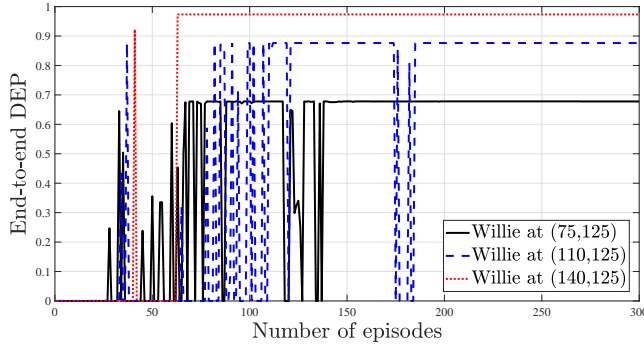 1
0.9
0.8
0.7
0.6
0.5
0.4
0.3
0.2
0.1
0
End-to-end DEP
Willie at (75,125)
Willie at (110,125)
Willie at (140,125)
0 50 100 150 200 250 300
Number of episodes